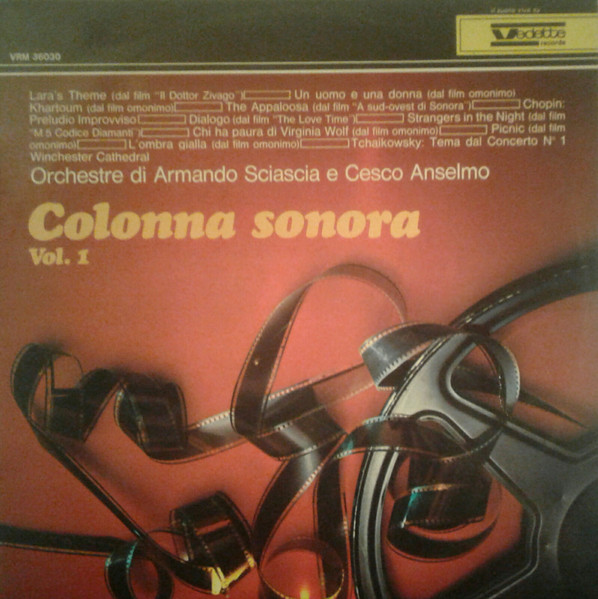 VRM 36030
Vedette
records
Lara's Theme (dal film "Il Dottor Zivago") Un uomo e una donna (dal film omonimo)
Khartoum (dal film omonimo) The Appaloosa (dal film "A sud-ovest di Sonora") Chopin:
Preludio Improvviso Dialogo (dal film "The Love Time") Strangers in the Night (dal film
"M 5 Codice Diamanti") Chi ha paura di Virginia Wolf (dal film omonimo) Picnic (dal film
omonimo) L'ombra gialla (dal film omonimo) Tchaikowsky: Tema dal Concerto N° 1
Winchester Cathedral
Orchestre di Armando Sciascia e Cesco Anselmo
Colonna sonora
Vol. 1